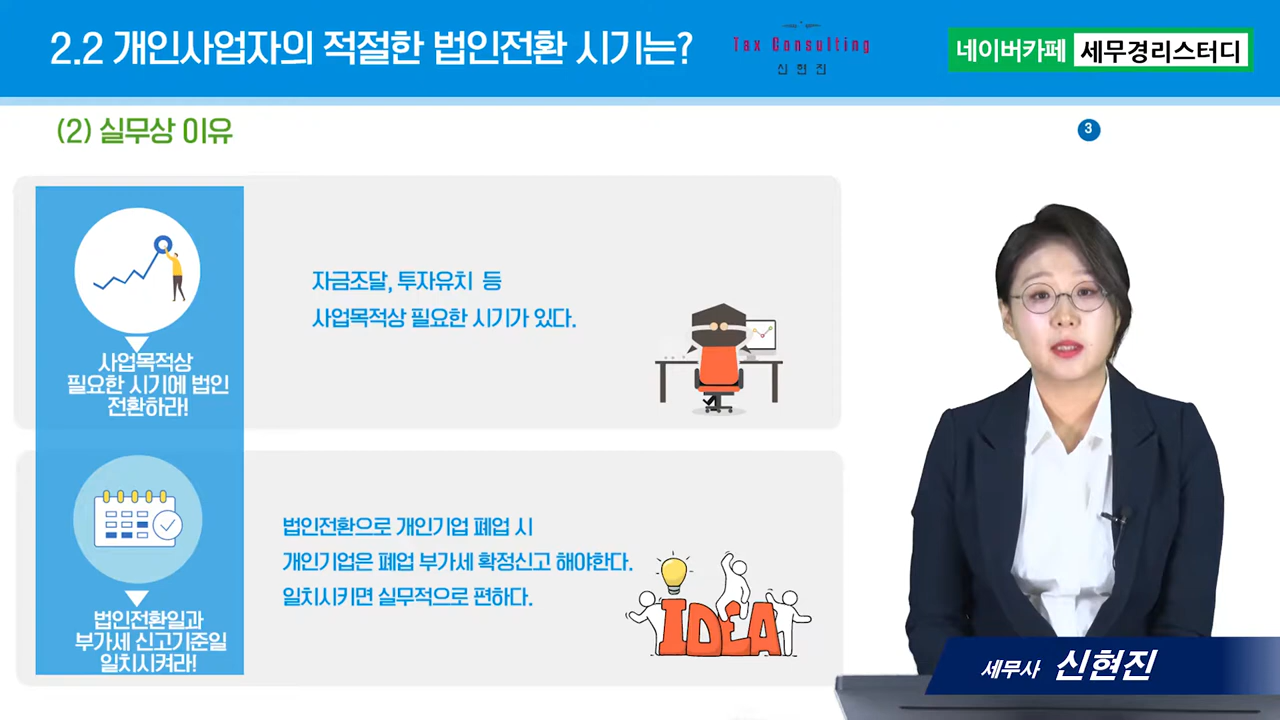 2.2 개인사업자의 적절한 법인전환 시기는?
Tax Consulting
신 현 진
네이버카페 세무경리스터디
(2) 실무상 이유
3
사업목적상
필요한 시기에 법인
전환하라!
자금조달, 투자유치 등
사업목적상 필요한 시기가 있다.
법인전환일과
부가세 신고기준일
일치시켜라!
법인전환으로 개인기업 폐업 시
개인기업은 폐업 부가세 확정신고 해야한다.
일치시키면 실무적으로 편하다.
IDEA
세무사 신현진